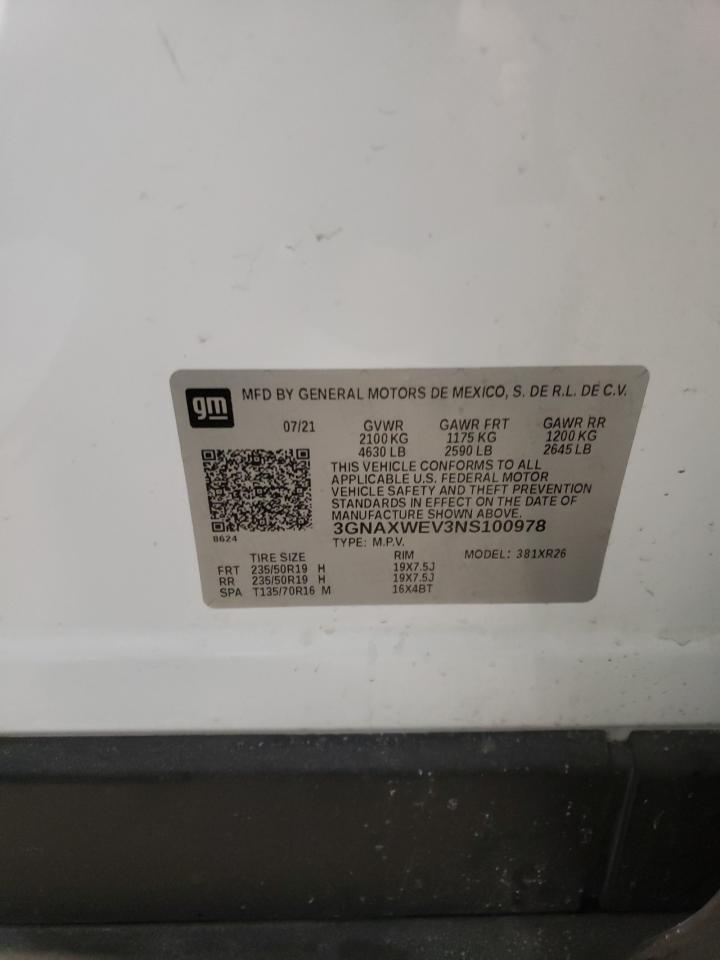 gm MFD BY GENERAL MOTORS DE MEXICO, S. DE R.L. DE C.V.
07/21 GVWR GAWR FRT GAWR RR
2100 KG 1175 KG 1200 KG
4630 LB 2590 LB 2645 LB
THIS VEHICLE CONFORMS TO ALL
APPLICABLE U.S. FEDERAL MOTOR
VEHICLE SAFETY AND THEFT PREVENTION
STANDARDS IN EFFECT ON THE DATE OF
MANUFACTURE SHOWN ABOVE.
3GNAXWEV3NS100978
8624
TYPE: M.P.V.
TIRE SIZE RIM MODEL: 381XR26
FRT 235/50R19 H 19X7.5J
RR 235/50R19 H 19X7.5J
SPA T135/70R16 M 16X4BT